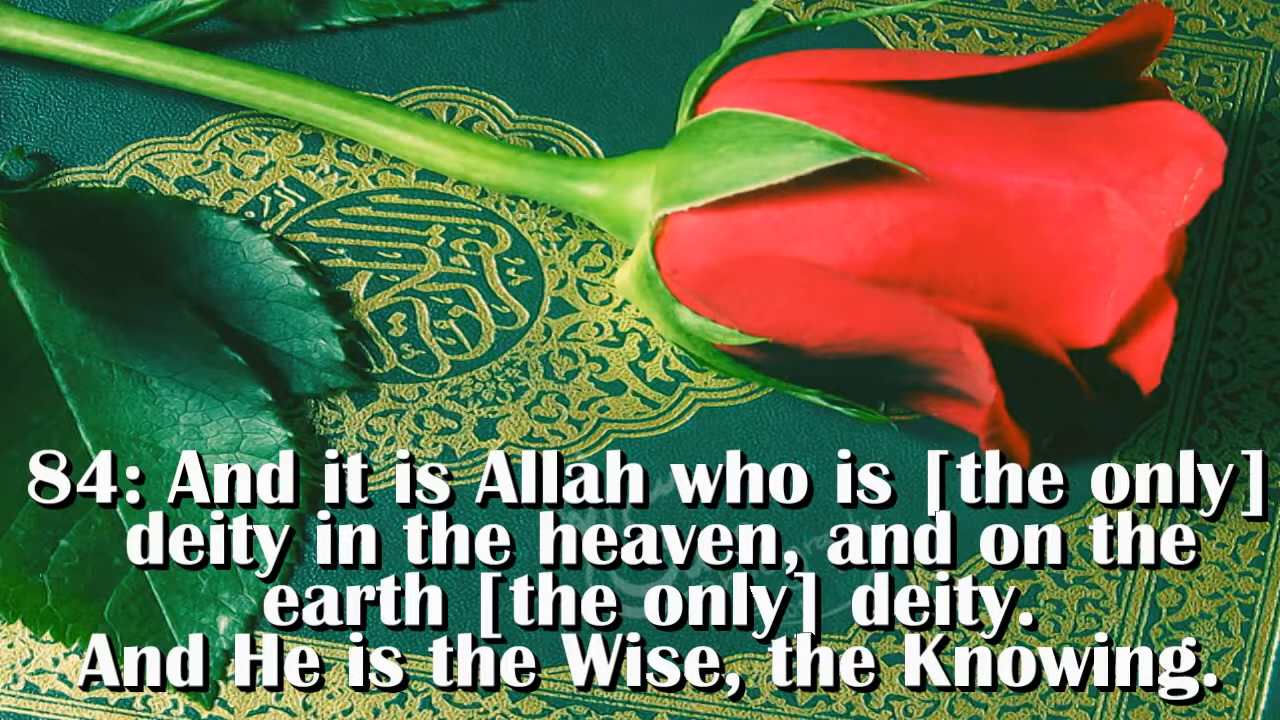 84: And it is Allah who is [the only]
deity in the heaven, and on the
earth [the only] deity.
And He is the Wise, the Knowing.